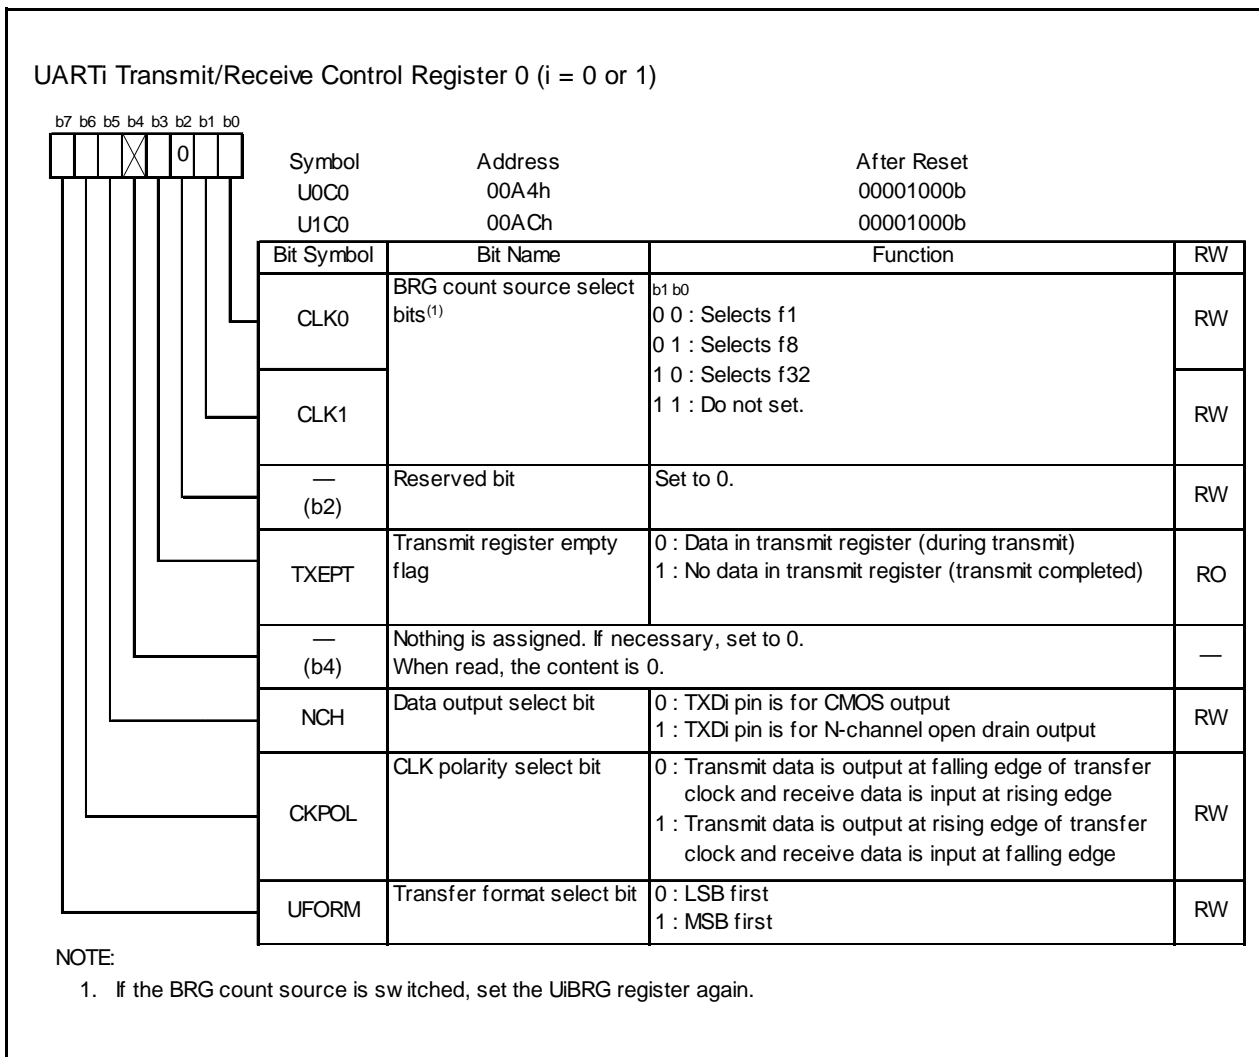 UARTi Transmit/Receive Control Register 0 (i = 0 or 1)
b7 b6 b5 b4 b3 b2 b1 b0
0
Symbol Address After Reset
U0C0 00A4h 00001000b
U1C0 00ACh 00001000b
Bit Symbol Bit Name Function RW
CLK0
BRG count source select
bits(1)
b1 b0
0 0 : Selects f1
0 1 : Selects f8
1 0 : Selects f32
1 1 : Do not set.
RW
CLK1
RW
—
(b2)
Reserved bit
Set to 0.
RW
TXEPT
Transmit register empty
flag
0 : Data in transmit register (during transmit)
1 : No data in transmit register (transmit completed)
RO
—
(b4)
Nothing is assigned. If necessary, set to 0.
When read, the content is 0.
—
NCH
Data output select bit
0 : TXDi pin is for CMOS output
1 : TXDi pin is for N-channel open drain output
RW
CKPOL
CLK polarity select bit
0 : Transmit data is output at falling edge of transfer
clock and receive data is input at rising edge
1 : Transmit data is output at rising edge of transfer
clock and receive data is input at falling edge
RW
UFORM
Transfer format select bit
0 : LSB first
1 : MSB first
RW
NOTE:
1. If the BRG count source is switched, set the UiBRG register again.